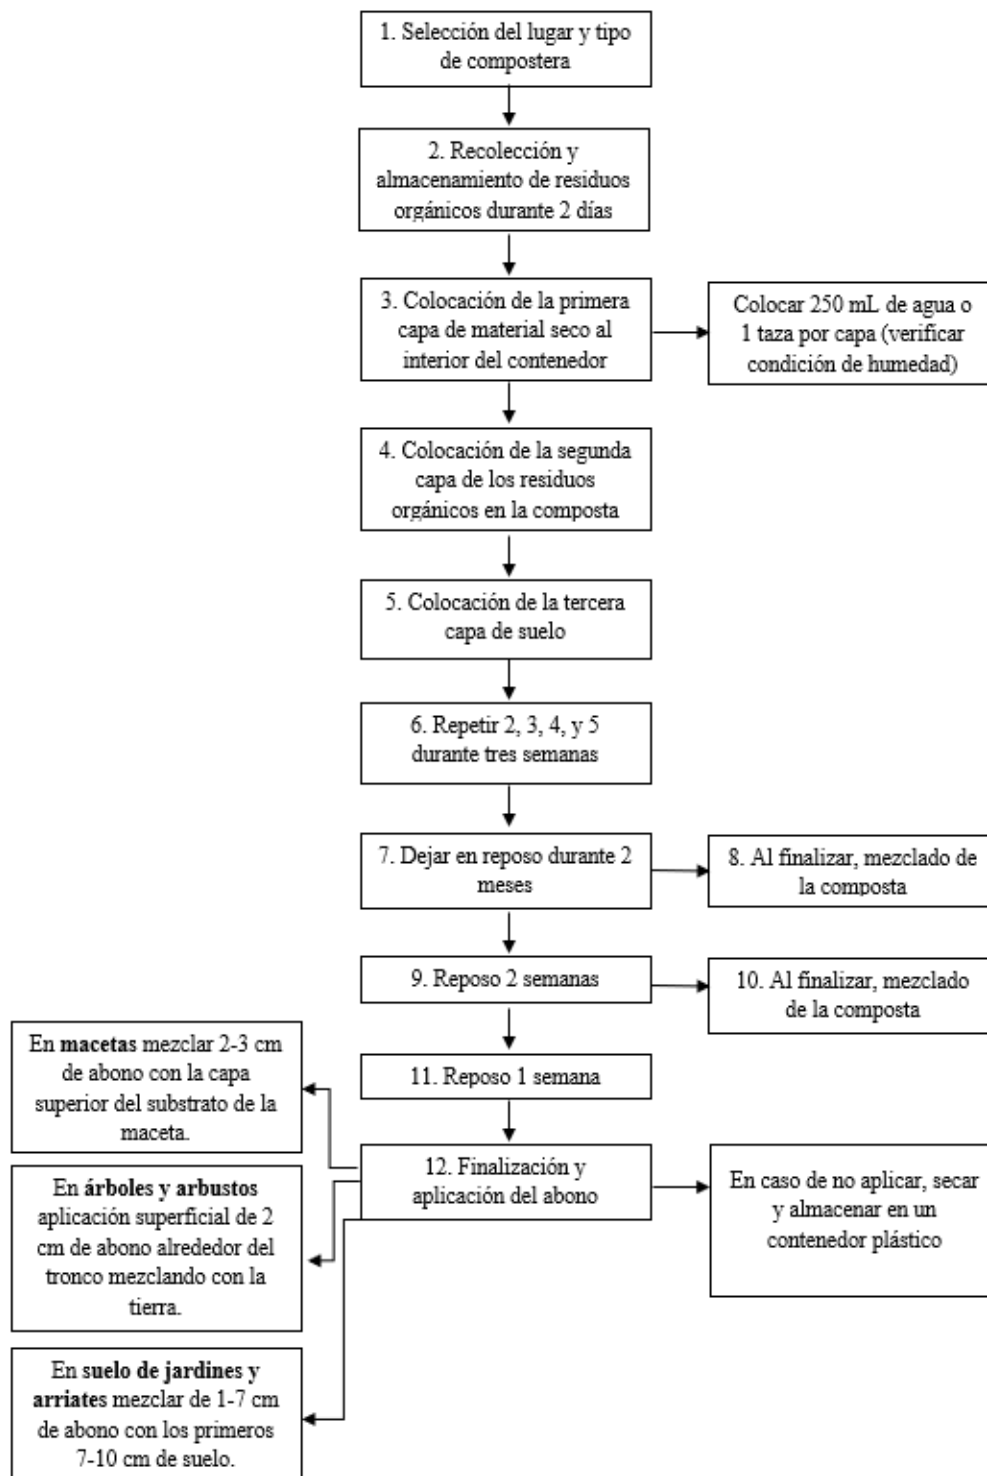 1. Selección del lugar y tipo
de compostera
2. Recolección y
almacenamiento de residuos
orgánicos durante 2 días
3. Colocación de la primera
capa de material seco al
interior del contenedor
Colocar 250 mL de agua o
1 taza por capa (verificar
condición de humedad)
4. Colocación de la segunda
capa de los residuos
orgánicos en la composta
5. Colocación de la tercera
capa de suelo
6. Repetir 2, 3, 4, y 5
durante tres semanas
7. Dejar en reposo durante 2
meses
8. Al finalizar, mezclado de
la composta
9. Reposo 2 semanas
10. Al finalizar, mezclado
de la composta
11. Reposo 1 semana
12. Finalización y
aplicación del abono
En macetas mezclar 2-3 cm
de abono con la capa
superior del substrato de la
maceta.
En árboles y arbustos
aplicación superficial de 2
cm de abono alrededor del
tronco mezclando con la
tierra.
En suelo de jardines y
arriates mezclar de 1-7 cm
de abono con los primeros
7-10 cm de suelo.
En caso de no aplicar, secar
y almacenar en un
contenedor plástico